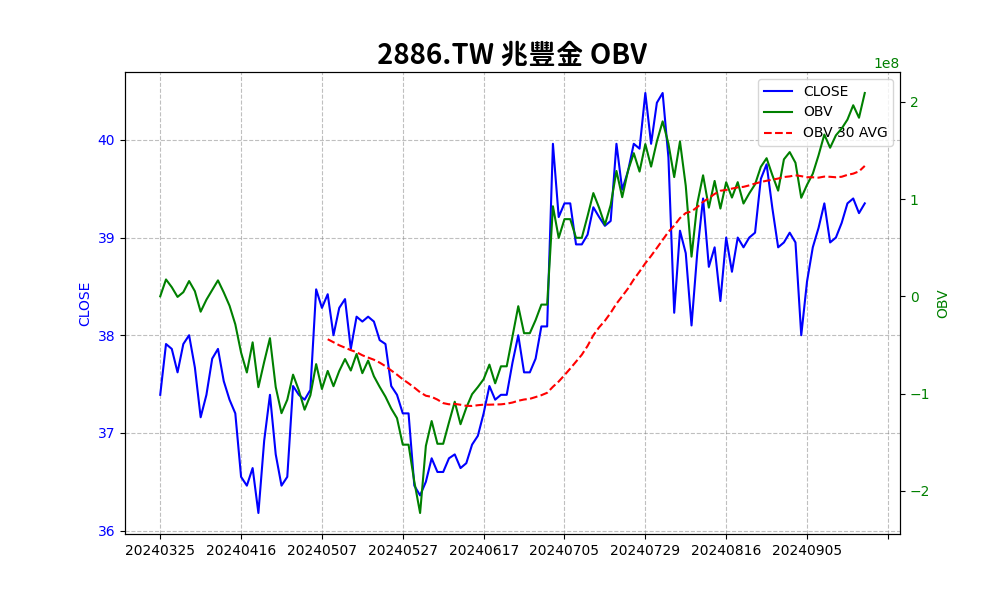 2886.TW 兆豐金 OBV
1e8
CLOSE
OBV
OBV 30 AVG
40
39
38
37
36
CLOSE
2
1
0
−1
−2
OBV
20240325 20240416 20240507 20240527 20240617 20240705 20240729 20240816 20240905